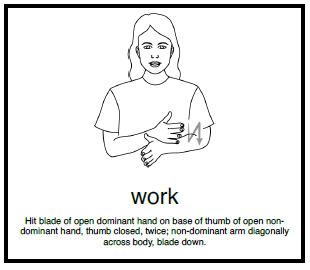 work
Hit blade of open dominant hand on base of thumb of open non-
dominant hand, thumb closed, twice; non-dominant arm diagonally
across body, blade down.